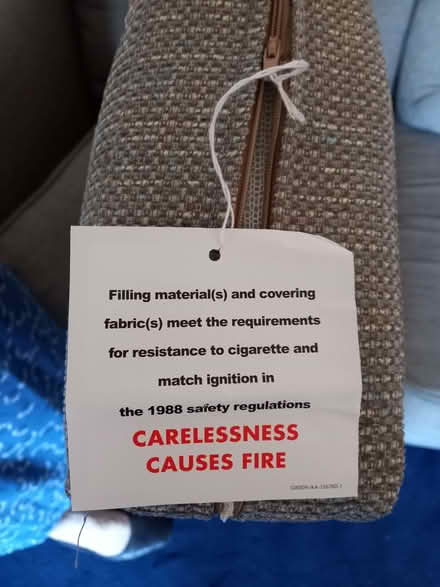 Filling material(s) and covering
fabric(s) meet the requirements
for resistance to cigarette and
match ignition in
the 1988 safety regulations
CARELESSNESS
CAUSES FIRE